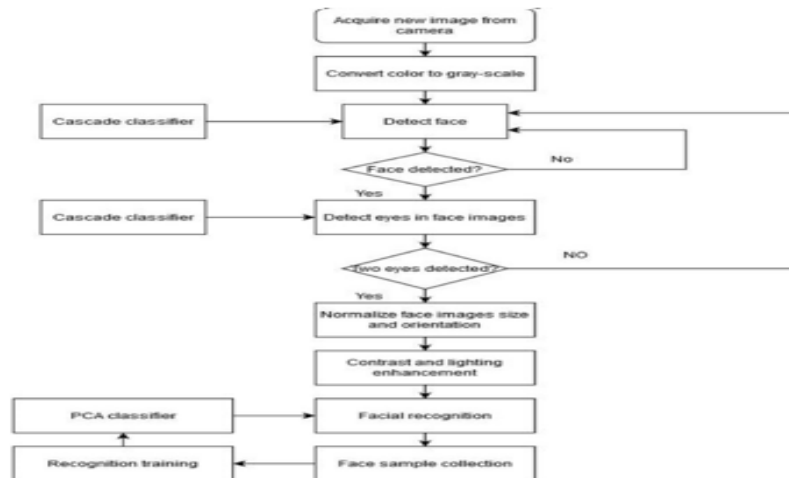 Acquire new image from
camera
Convert color to gray-scale
Cascade classifier
Detect face
Face detected?
No
Yes
Cascade classifier
Detect eyes in face images
Two eyes detected?
NO
Yes
Normalize face images size
and orientation
Contrast and lighting
enhancement
PCA classifier
Facial recognition
Recognition training
Face sample collection